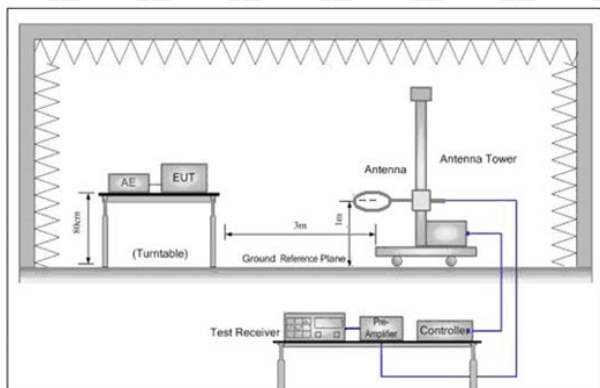 Antenna Tower
Antenna
AE
EUT
80cm
(Turntable)
3m
1m
Ground Reference Plane
Test Receiver
Pre-
Amplifier
Controller